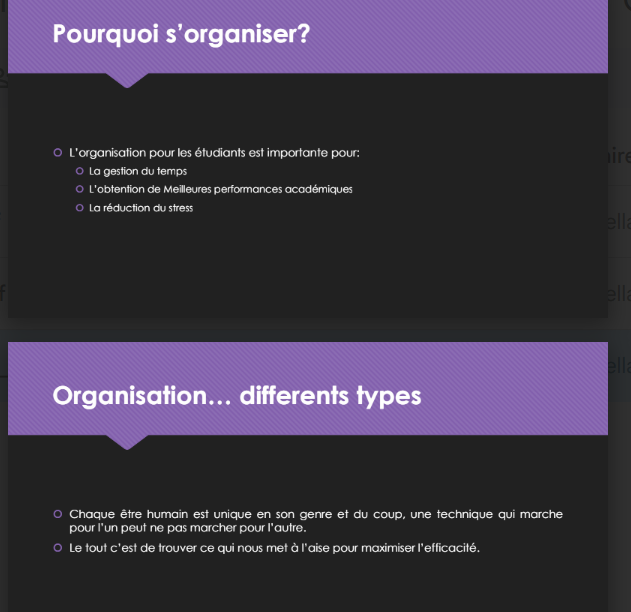 Pourquoi s'organiser?
L'organisation pour les étudiants est importante pour:
La gestion du temps
L'obtention de Meilleures performances académiques
La réduction du stress
Organisation... differents types
Chaque être humain est unique en son genre et du coup, une technique qui marche
pour l'un peut ne pas marcher pour l'autre.
Le tout c'est de trouver ce qui nous met à l'aise pour maximiser l'efficacité.